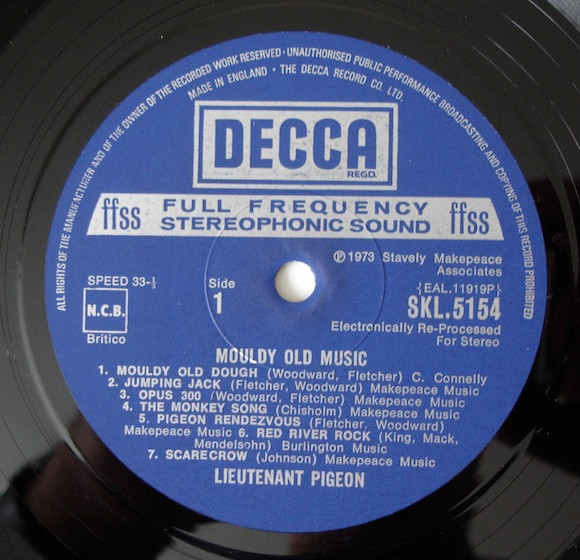 ALL RIGHTS OF THE MANUFACTURER AND OF THE OWNER OF THE RECORDED WORK RESERVED · UNAUTHORISED PUBLIC PERFORMANCE BROADCASTING AND COPYING OF THIS RECORD PROHIBITED
MADE IN ENGLAND · THE DECCA RECORD CO. LTD.
DECCA
REGD.
ffss FULL FREQUENCY ffss
STEREOPHONIC SOUND
℗ 1973 Stavely Makepeace
Associates
SPEED 33-⅓
Side
1
{EAL.11919P}
SKL.5154
N.C.B.
Britico
Electronically Re-Processed
For Stereo
MOULDY OLD MUSIC
1. MOULDY OLD DOUGH (Woodward, Fletcher) C. Connelly
2. JUMPING JACK (Fletcher, Woodward) Makepeace Music
3. OPUS 300 (Woodward, Fletcher) Makepeace Music
4. THE MONKEY SONG (Chisholm) Makepeace Music
5. PIGEON RENDEZVOUS (Fletcher, Woodward)
Makepeace Music 6. RED RIVER ROCK (King, Mack,
Mendelsohn) Burlington Music
7. SCARECROW (Johnson) Makepeace Music
LIEUTENANT PIGEON